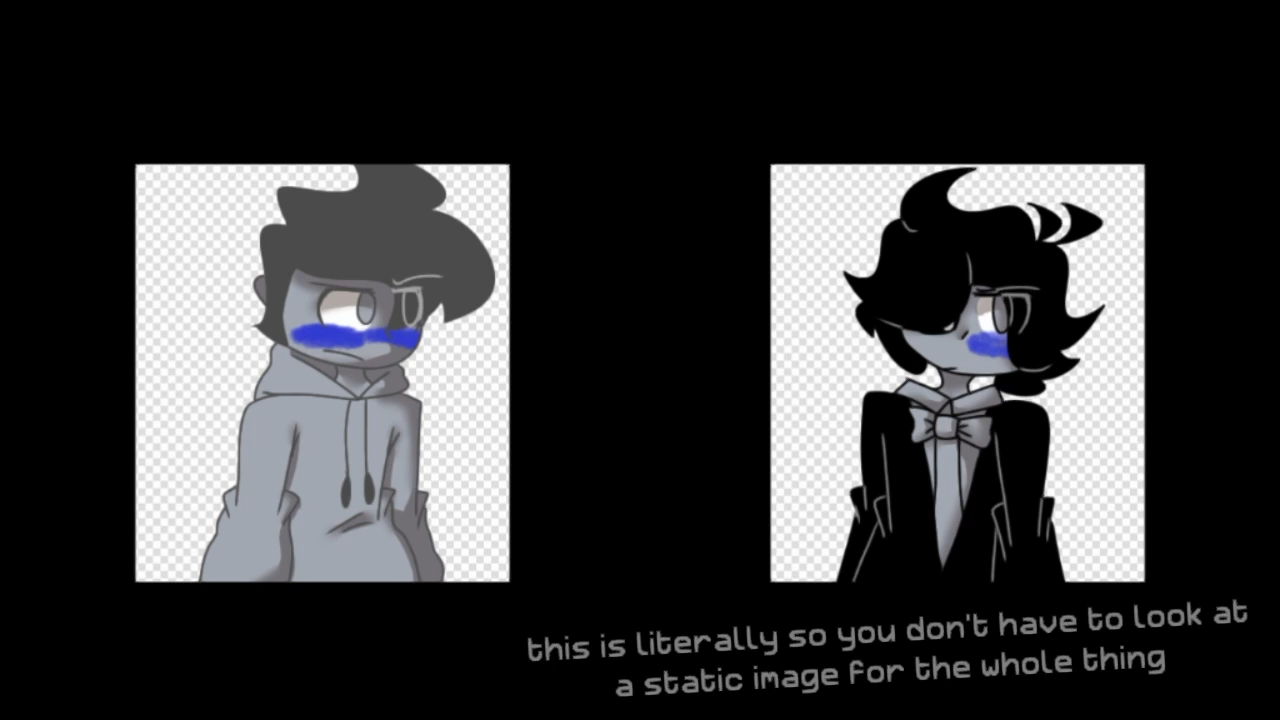 this is literally so you don't have to look at
a static image for the whole thing